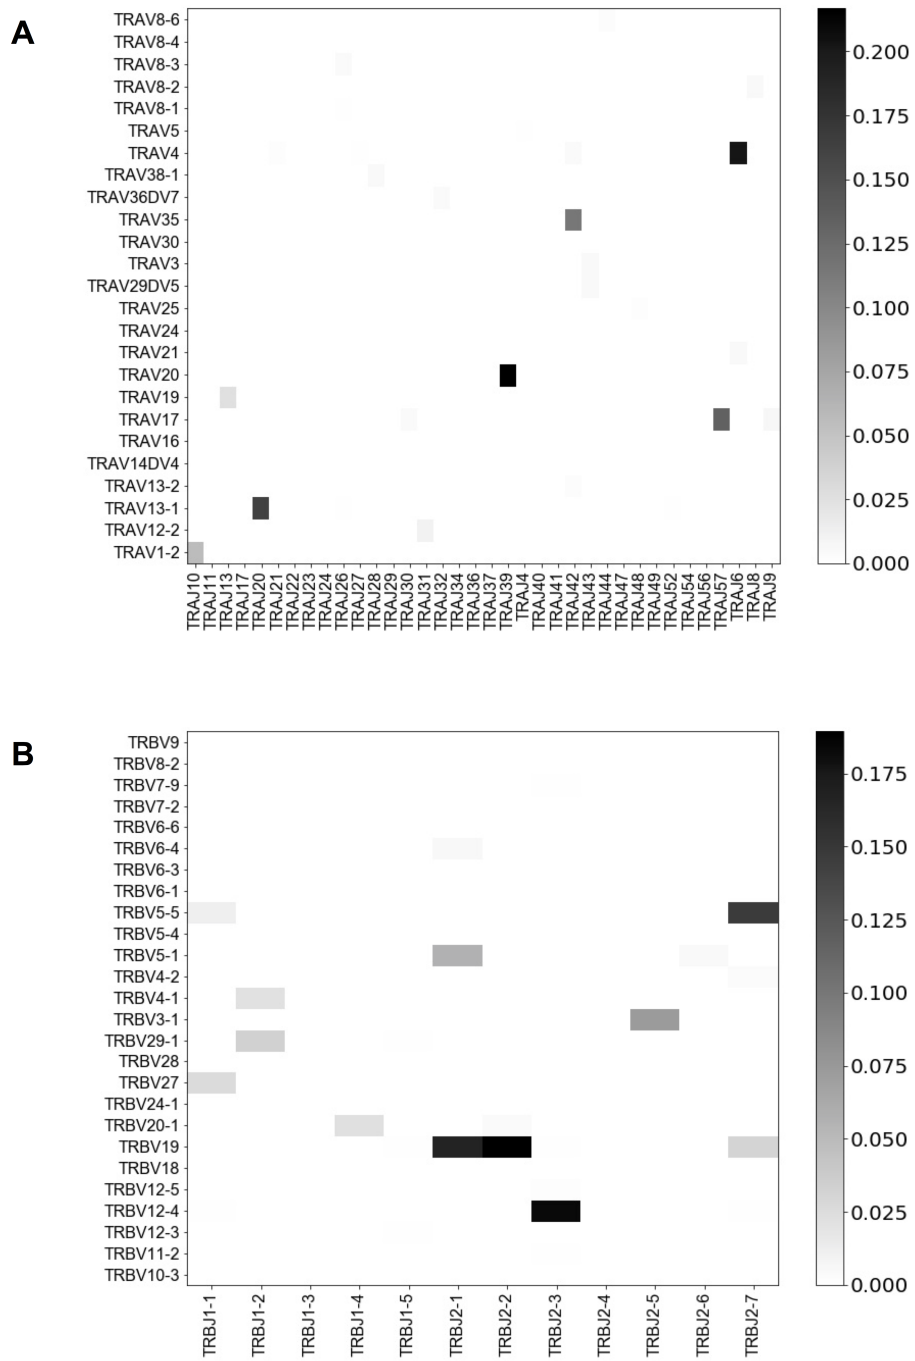 A
TRAV8-6
TRAV8-4
TRAV8-3
TRAV8-2
TRAV8-1
TRAV5
TRAV4
TRAV38-1
TRAV36DV7
TRAV35
TRAV30
TRAV3
TRAV29DV5
TRAV25
TRAV24
TRAV21
TRAV20
TRAV19
TRAV17
TRAV16
TRAV14DV4
TRAV13-2
TRAV13-1
TRAV12-2
TRAV1-2
TRAJ10
TRAJ11
TRAJ13
TRAJ17
TRAJ20
TRAJ21
TRAJ22
TRAJ23
TRAJ24
TRAJ26
TRAJ27
TRAJ28
TRAJ29
TRAJ30
TRAJ31
TRAJ32
TRAJ34
TRAJ36
TRAJ37
TRAJ39
TRAJ4
TRAJ40
TRAJ41
TRAJ42
TRAJ43
TRAJ44
TRAJ47
TRAJ48
TRAJ49
TRAJ52
TRAJ54
TRAJ56
TRAJ57
TRAJ6
TRAJ8
TRAJ9
0.200
0.175
0.150
0.125
0.100
0.075
0.050
0.025
0.000
B
TRBV9
TRBV8-2
TRBV7-9
TRBV7-2
TRBV6-6
TRBV6-4
TRBV6-3
TRBV6-1
TRBV5-5
TRBV5-4
TRBV5-1
TRBV4-2
TRBV4-1
TRBV3-1
TRBV29-1
TRBV28
TRBV27
TRBV24-1
TRBV20-1
TRBV19
TRBV18
TRBV12-5
TRBV12-4
TRBV12-3
TRBV11-2
TRBV10-3
TRBJ1-1
TRBJ1-2
TRBJ1-3
TRBJ1-4
TRBJ1-5
TRBJ2-1
TRBJ2-2
TRBJ2-3
TRBJ2-4
TRBJ2-5
TRBJ2-6
TRBJ2-7
0.175
0.150
0.125
0.100
0.075
0.050
0.025
0.000